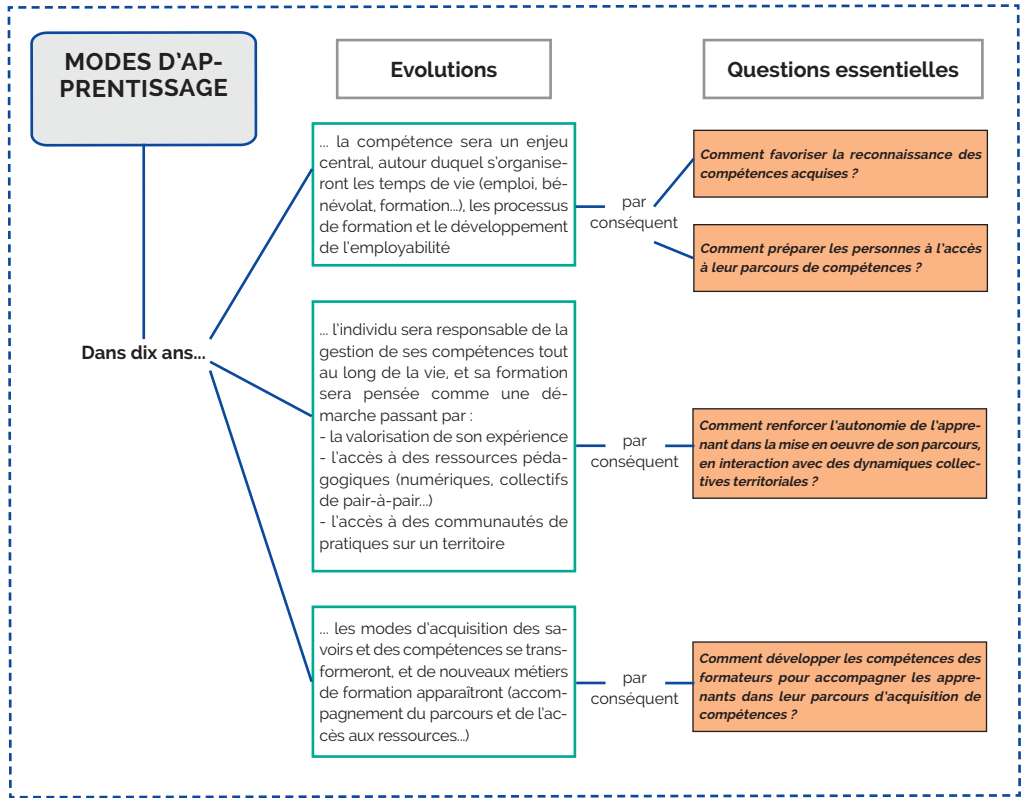 MODES D'AP-
PRENTISSAGE
Evolutions
Questions essentielles
Dans dix ans...
... la compétence sera un enjeu
central, autour duquel s'organise-
ront les temps de vie (emploi, bé-
névolat, formation...), les processus
de formation et le développement
de l'employabilité
par
conséquent
Comment favoriser la reconnaissance des
compétences acquises ?
Comment préparer les personnes à l'accès
à leur parcours de compétences ?
... l'individu sera responsable de la
gestion de ses compétences tout
au long de la vie, et sa formation
sera pensée comme une dé-
marche passant par :
- la valorisation de son expérience
- l'accès à des ressources péda-
gogiques (numériques, collectifs
de pair-à-pair...)
- l'accès à des communautés de
pratiques sur un territoire
par
conséquent
Comment renforcer l'autonomie de l'appre-
nant dans la mise en oeuvre de son parcours,
en interaction avec des dynamiques collec-
tives territoriales ?
... les modes d'acquisition des sa-
voirs et des compétences se trans-
formeront, et de nouveaux métiers
de formation apparaîtront (accom-
pagnement du parcours et de l'ac-
cès aux ressources...)
par
conséquent
Comment développer les compétences des
formateurs pour accompagner les appre-
nants dans leur parcours d'acquisition de
compétences ?